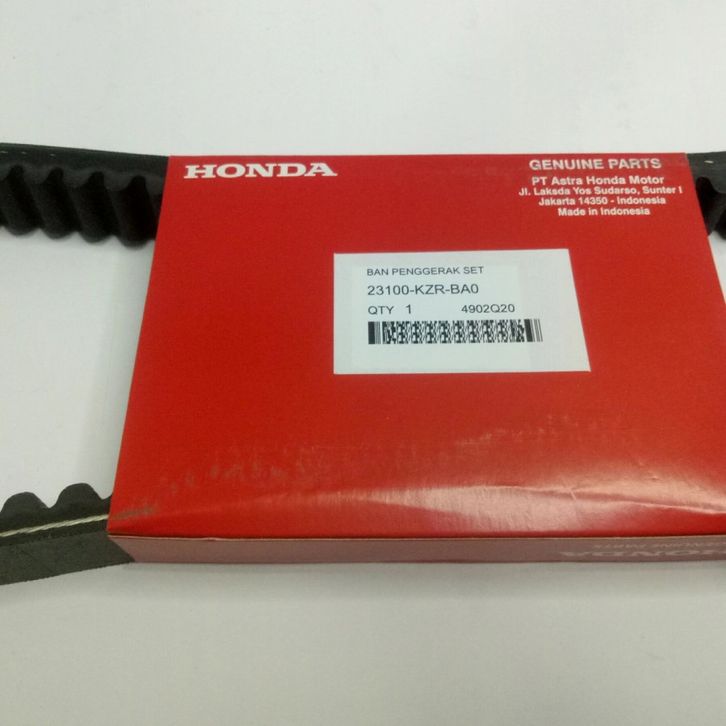 HONDA
GENUINE PARTS
PT Astra Honda Motor
Jl. Laksda Yos Sudarso, Sunter I
Jakarta 14350 - Indonesia
Made in Indonesia
BAN PENGGERAK SET
23100-KZR-BA0
QTY 1 4902Q20
HONDA